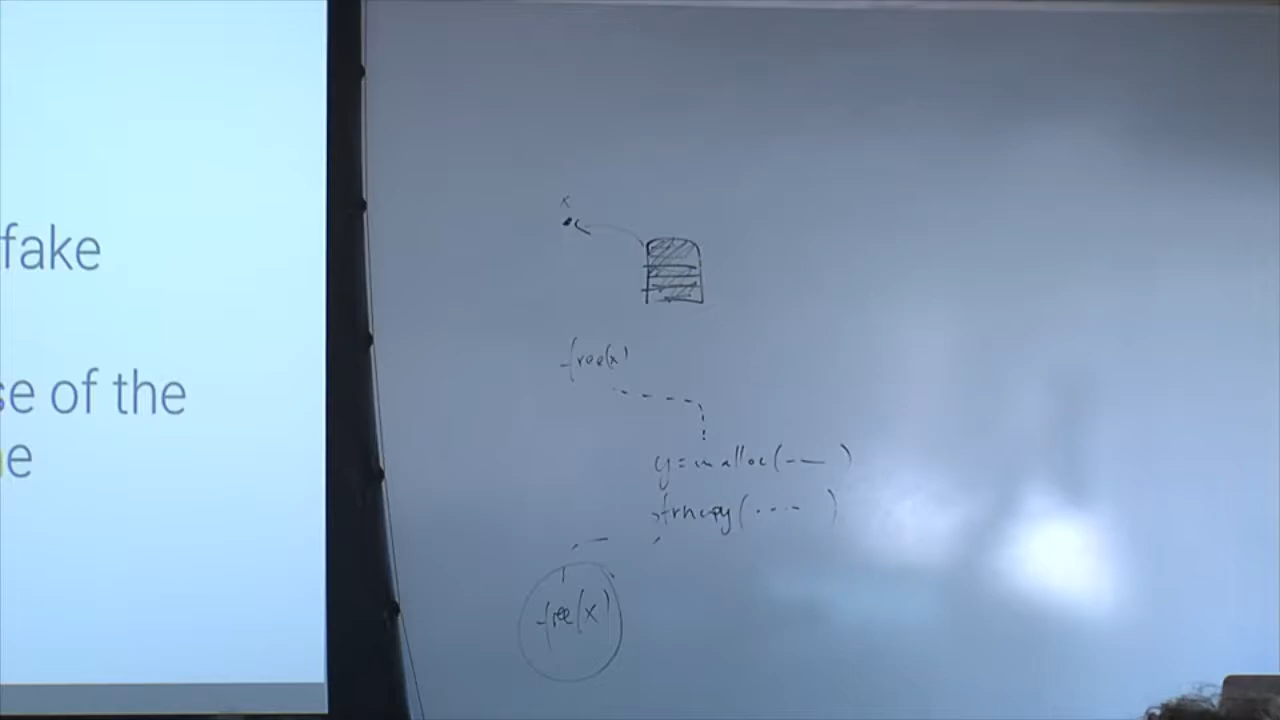 fake
se of the
e
x
free(x)
y = malloc(-- — )
strncpy(.... )
free(x)